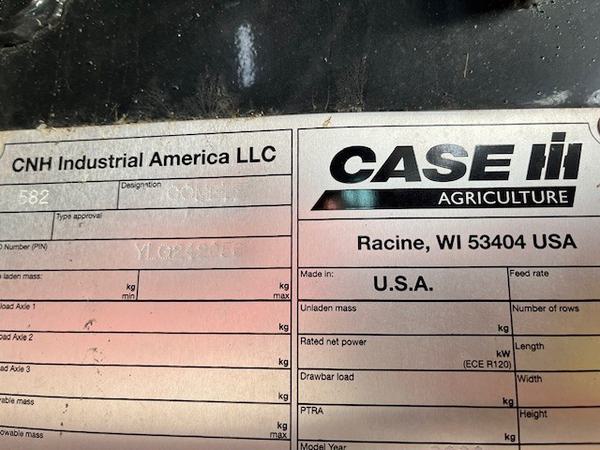 CNH Industrial America LLC
582
Designation
Type approval
Number (PIN)
laden mass:
kg
min
kg
max
load Axle 1
kg
Axle 2
kg
Axle 3
kg
mass
kg
mass
kg
max
CASE IH
AGRICULTURE
Racine, WI 53404 USA
Made in:
U.S.A.
Feed rate
Unladen mass
kg
Number of rows
Rated net power
kW
(ECE R120)
Length
Drawbar load
kg
Width
PTRA
kg
Height
Model Year